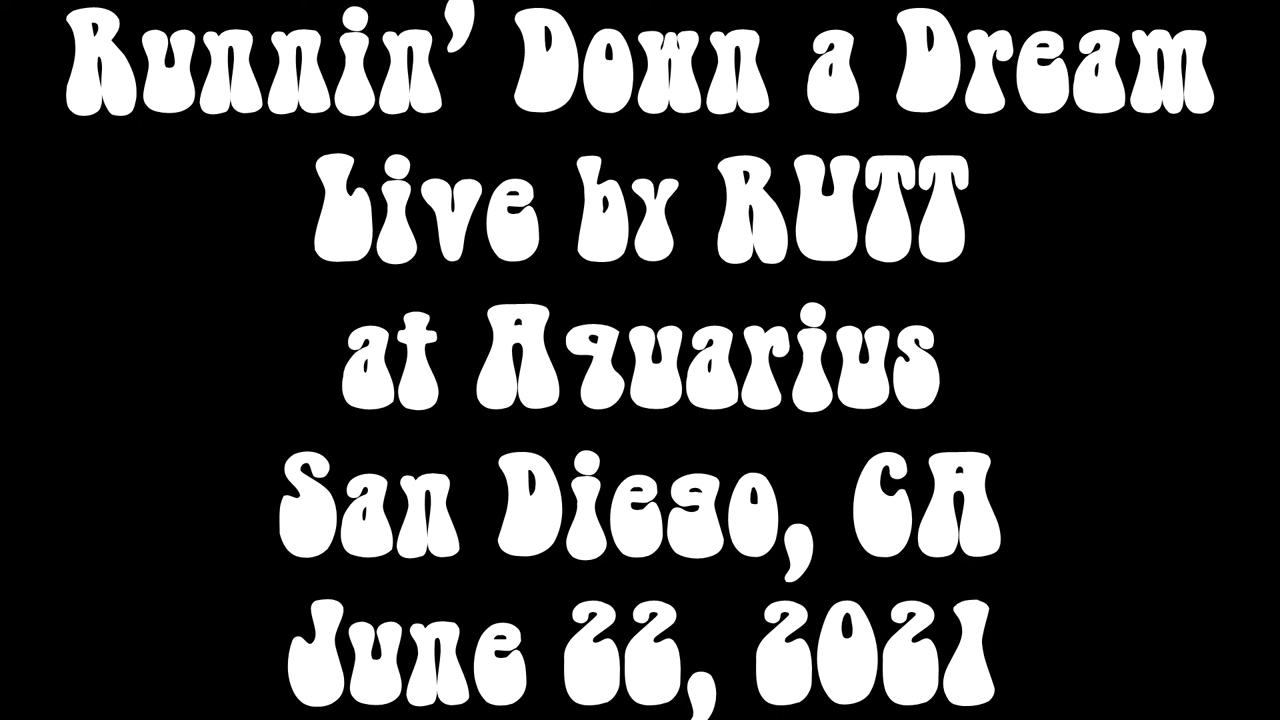 Runnin' Down a Dream
Live by RUTT
at Aquarius
San Diego, CA
June 22, 2021